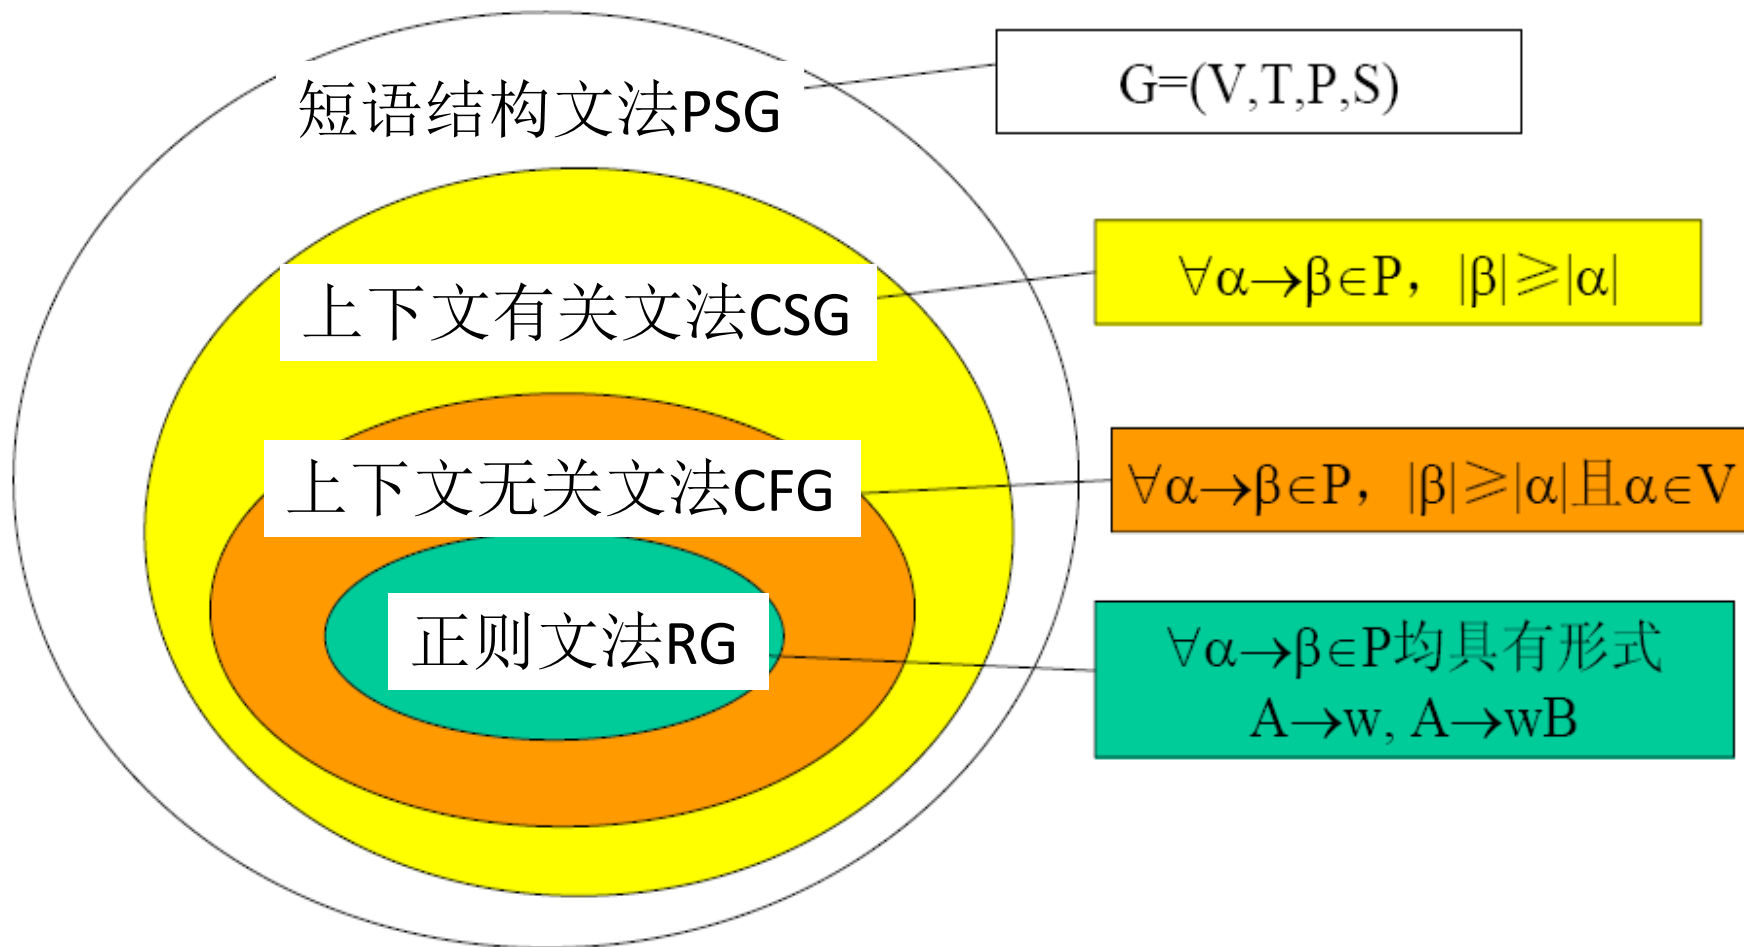 短语结构文法PSG
G=(V,T,P,S)
上下文有关文法CSG
∀α→β∈P，|β|≥|α|
上下文无关文法CFG
∀α→β∈P，|β|≥|α|且α∈V
正则文法RG
∀α→β∈P均具有形式
A→w, A→wB